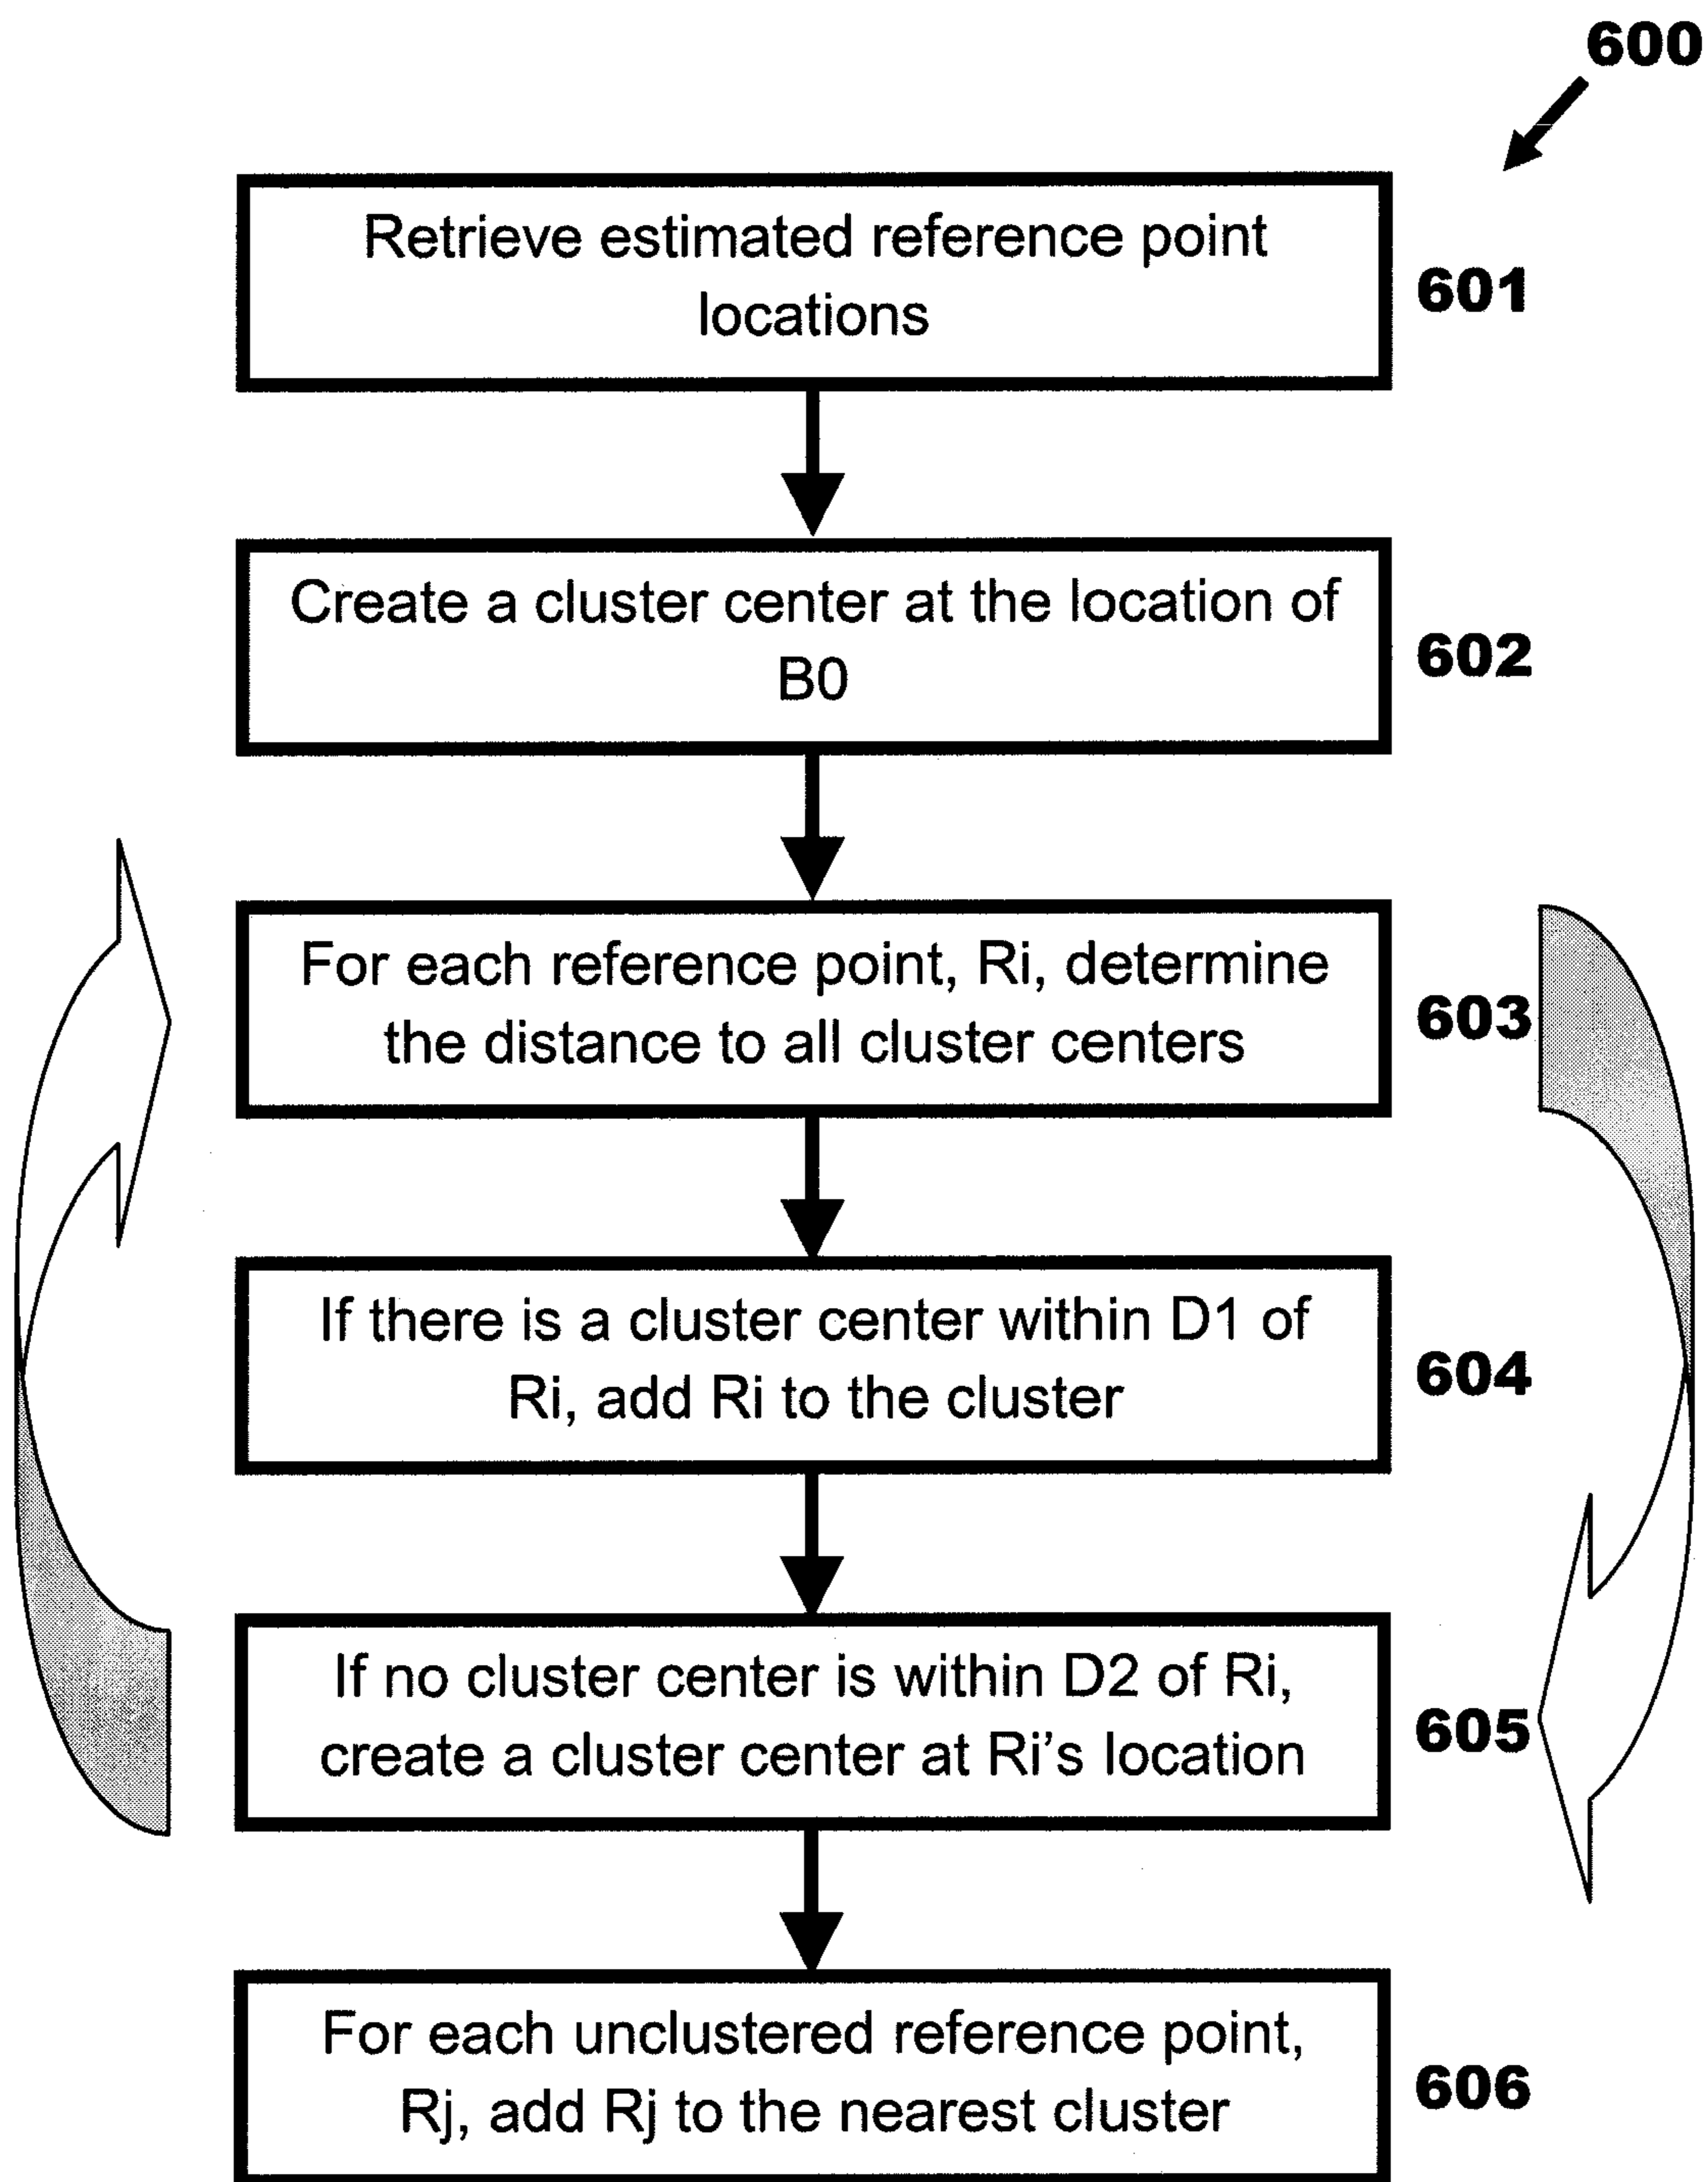 600
Retrieve estimated reference point
locations
601
Create a cluster center at the location of
B0
602
For each reference point, Ri, determine
the distance to all cluster centers
603
If there is a cluster center within D1 of
Ri, add Ri to the cluster
604
If no cluster center is within D2 of Ri,
create a cluster center at Ri's location
605
For each unclustered reference point,
Rj, add Rj to the nearest cluster
606